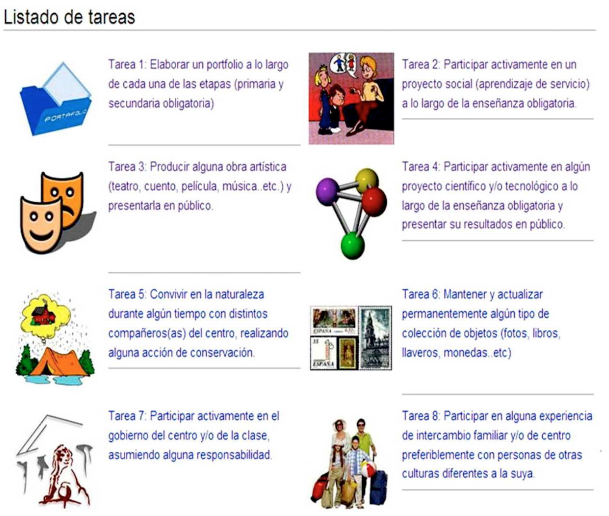 Listado de tareas
Tarea 1: Elaborar un portfolio a lo largo
de cada una de las etapas (primaria y
secundaria obligatoria)
PORTAFOLIO
Tarea 2: Participar activamente en un
proyecto social (aprendizaje de servicio)
a lo largo de la enseñanza obligatoria.
Tarea 3: Producir alguna obra artística
(teatro, cuento, película, música..etc.) y
presentarla en público.
Tarea 4: Participar activamente en algún
proyecto científico y/o tecnológico a lo
largo de la enseñanza obligatoria y
presentar su resultados en público.
Tarea 5: Convivir en la naturaleza
durante algún tiempo con distintos
compañeros(as) del centro, realizando
alguna acción de conservación.
Tarea 6: Mantener y actualizar
permanentemente algún tipo de
colección de objetos (fotos, libros,
llaveros, monedas..etc)
ESPAÑA
ESPAÑA
Tarea 7: Participar activamente en el
gobierno del centro y/o de la clase,
asumiendo alguna responsabilidad.
Tarea 8: Participar en alguna experiencia
de intercambio familiar y/o de centro
preferiblemente con personas de otras
culturas diferentes a la suya.